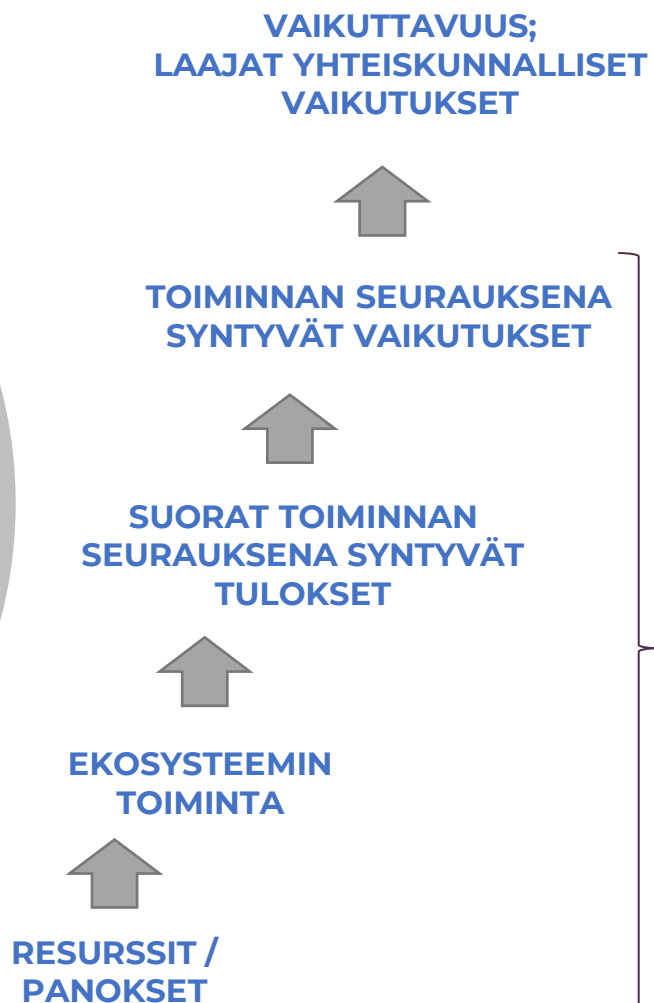 VAIKUTTAVUUS;
LAAJAT YHTEISKUNNALLISET
VAIKUTUKSET
TOIMINNAN SEURAUKSENA
SYNTYVÄT VAIKUTUKSET
SUORAT TOIMINNAN
SEURAUKSENA SYNTYVÄT
TULOKSET
EKOSYSTEEMIN
TOIMINTA
RESURSSIT /
PANOKSET